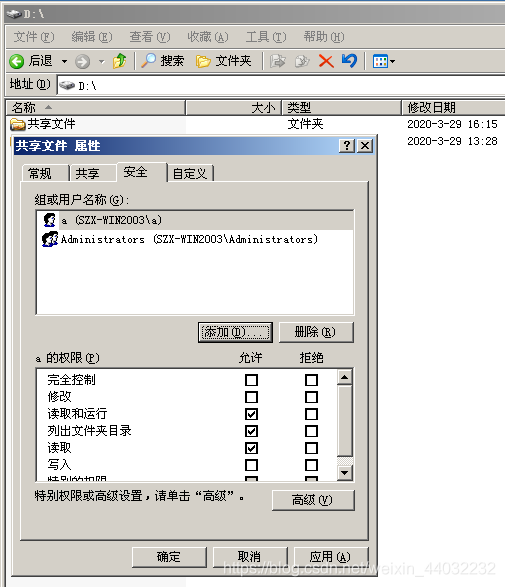 D:\
文件(F) 编辑(E) 查看(V) 收藏(A) 工具(T) 帮助(H)
后退 搜索 文件夹
地址(D) D:\
名称 大小 类型 修改日期
共享文件 文件夹 2020-3-29 16:15
2020-3-29 13:28
共享文件 属性
常规 共享 安全 自定义
组或用户名称(G):
a (SZX-WIN2003\a)
Administrators (SZX-WIN2003\Administrators)
添加(D)... 删除(R)
a 的权限(P) 允许 拒绝
完全控制
修改
读取和运行
列出文件夹目录
读取
写入
特别的权限
特别权限或高级设置，请单击“高级”。
高级(V)
确定 取消 应用(A)
https://blog.csdn.net/weixin_44032232